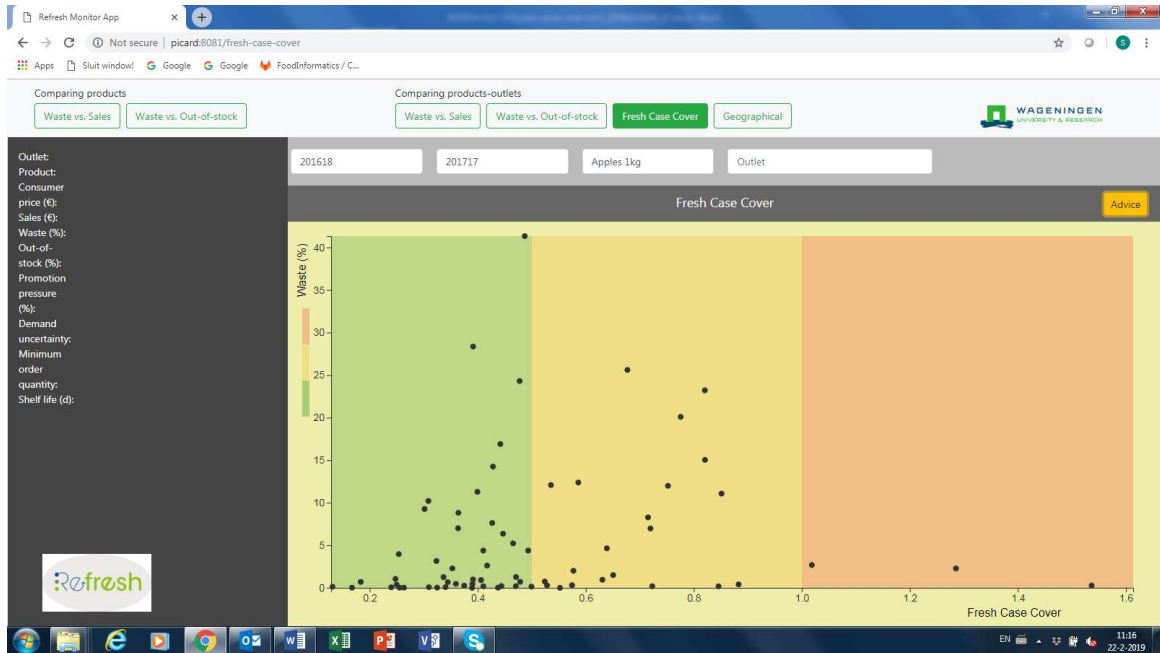 Refresh Monitor App
Not secure | picard:8081/fresh-case-cover
S
Apps Sluit window! Google Google FoodInformatics / C...
Comparing products
Waste vs. Sales Waste vs. Out-of-stock
Comparing products-outlets
Waste vs. Sales Waste vs. Out-of-stock Fresh Case Cover Geographical
WAGENINGEN
UNIVERSITY & RESEARCH
201618 201717 Apples 1kg Outlet
Fresh Case Cover
Advice
Outlet:
Product:
Consumer
price (€):
Sales (€):
Waste (%):
Out-of-
stock (%):
Promotion
pressure
(%):
Demand
uncertainty:
Minimum
order
quantity:
Shelf life (d):
Refresh
Waste (%)
40
35
30
25
20
15
10
5
0
0.2 0.4 0.6 0.8 1.0 1.2 1.4 1.6
Fresh Case Cover
EN
11:16
22-2-2019